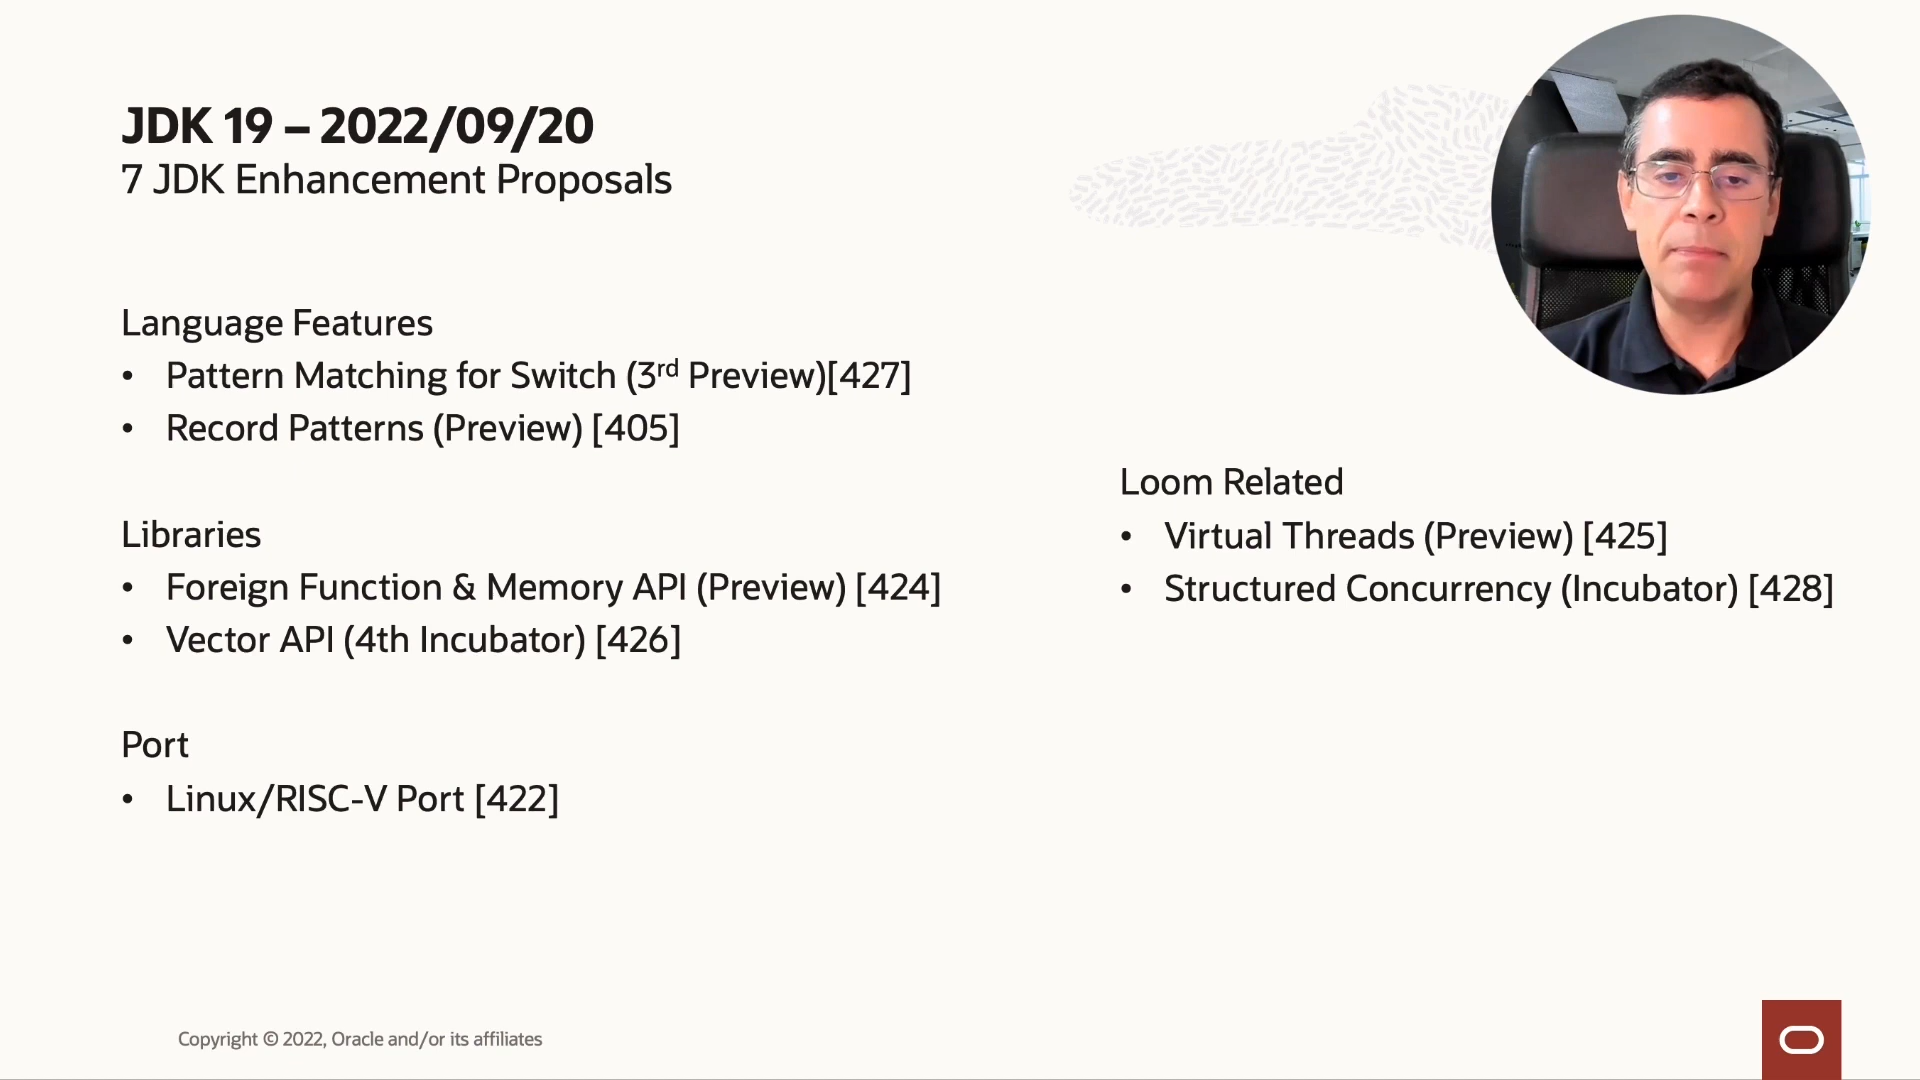 JDK 19 – 2022/09/20
7 JDK Enhancement Proposals
Language Features
• Pattern Matching for Switch (3rd Preview)[427]
• Record Patterns (Preview) [405]
Libraries
• Foreign Function & Memory API (Preview) [424]
• Vector API (4th Incubator) [426]
Port
• Linux/RISC-V Port [422]
Loom Related
• Virtual Threads (Preview) [425]
• Structured Concurrency (Incubator) [428]
Copyright © 2022, Oracle and/or its affiliates